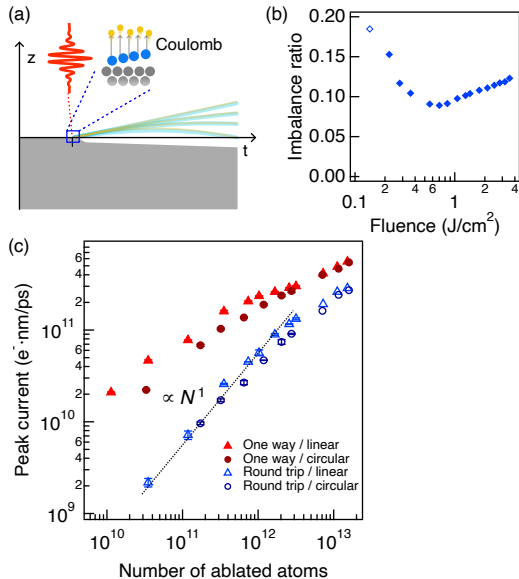 (a)
z
Coulomb
t
(b)
Imbalance ratio
0.20
0.15
0.10
0.05
0.00
0.1
2
4
6
1
2
4
Fluence (J/cm²)
(c)
Peak current (e⁻·nm/ps)
6
4
2
10¹¹
6
4
2
10¹⁰
6
4
2
10⁹
∝ N¹
One way / linear
One way / circular
Round trip / linear
Round trip / circular
10¹⁰
10¹¹
10¹²
10¹³
Number of ablated atoms